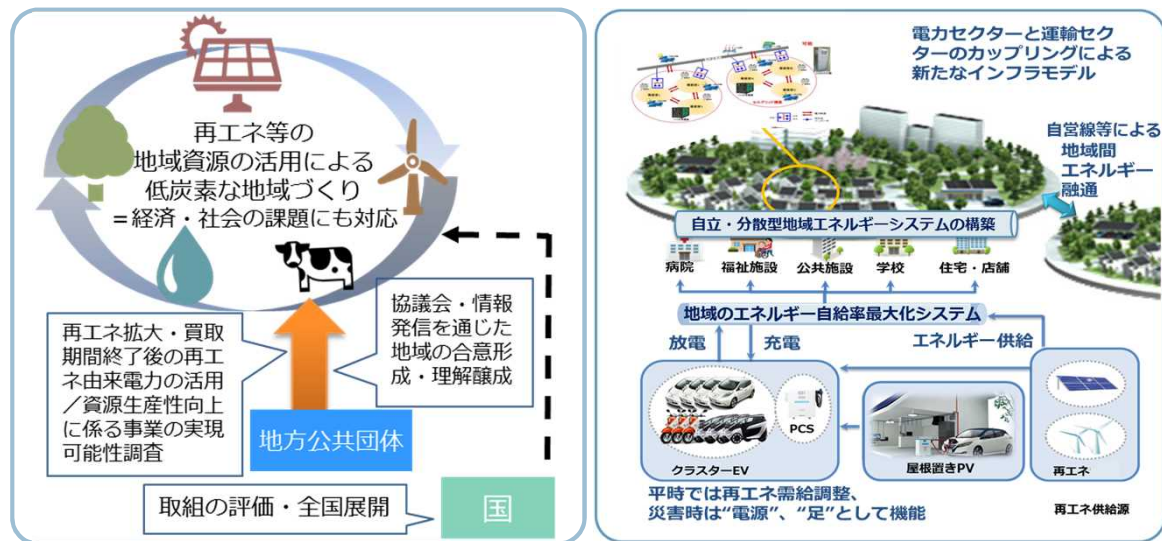 再エネ等の
地域資源の活用による
低炭素な地域づくり
=経済・社会の課題にも対応
再エネ拡大・買取
期間終了後の再エ
ネ由来電力の活用
/資源生産性向上
に係る事業の実現
可能性調査
協議会・情報
発信を通じた
地域の合意形
成・理解醸成
地方公共団体
取組の評価・全国展開
国
電力セクターと運輸セク
ターのカップリングによる
新たなインフラモデル
自営線等による
地域間
エネルギー
融通
自立・分散型地域エネルギーシステムの構築
病院
福祉施設
公共施設
学校
住宅・店舗
地域のエネルギー自給率最大化システム
放電
充電
エネルギー供給
PCS
クラスターEV
屋根置きPV
再エネ
平時では再エネ需給調整、
災害時は“電源”、“足”として機能
再エネ供給源